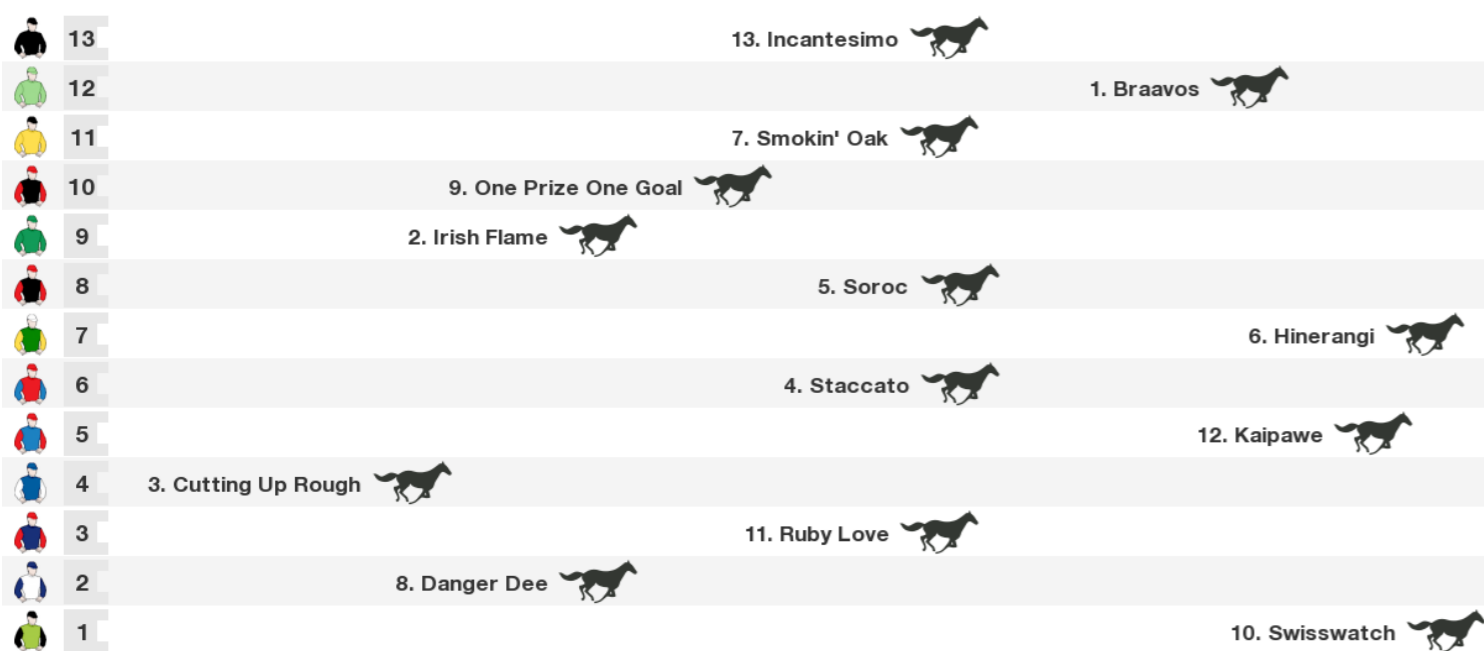 13 13. Incantesimo
12 1. Braavos
11 7. Smokin' Oak
10 9. One Prize One Goal
9 2. Irish Flame
8 5. Soroc
7 6. Hinerangi
6 4. Staccato
5 12. Kaipawe
4 3. Cutting Up Rough
3 11. Ruby Love
2 8. Danger Dee
1 10. Swisswatch